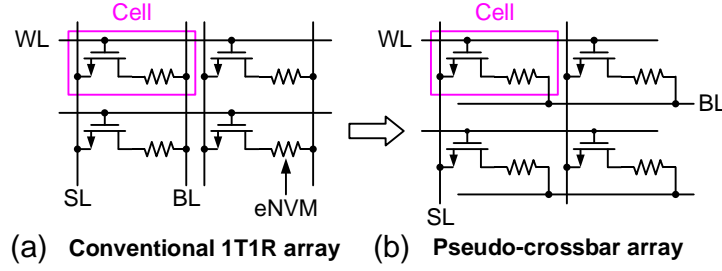 Cell
Cell
WL
WL
BL
SL
BL
eNVM
SL
(a) Conventional 1T1R array
(b) Pseudo-crossbar array